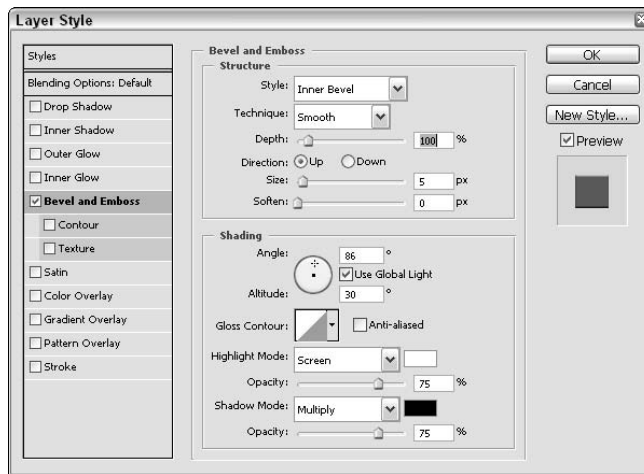 Layer Style
Styles
Blending Options: Default
Drop Shadow
Inner Shadow
Outer Glow
Inner Glow
Bevel and Emboss
Contour
Texture
Satin
Color Overlay
Gradient Overlay
Pattern Overlay
Stroke
Bevel and Emboss
Structure
Style: Inner Bevel
Technique: Smooth
Depth: 100 %
Direction: Up Down
Size: 5 px
Soften: 0 px
Shading
Angle: 86 °
Use Global Light
Altitude: 30 °
Gloss Contour: Anti-aliased
Highlight Mode: Screen
Opacity: 75 %
Shadow Mode: Multiply
Opacity: 75 %
OK
Cancel
New Style...
Preview